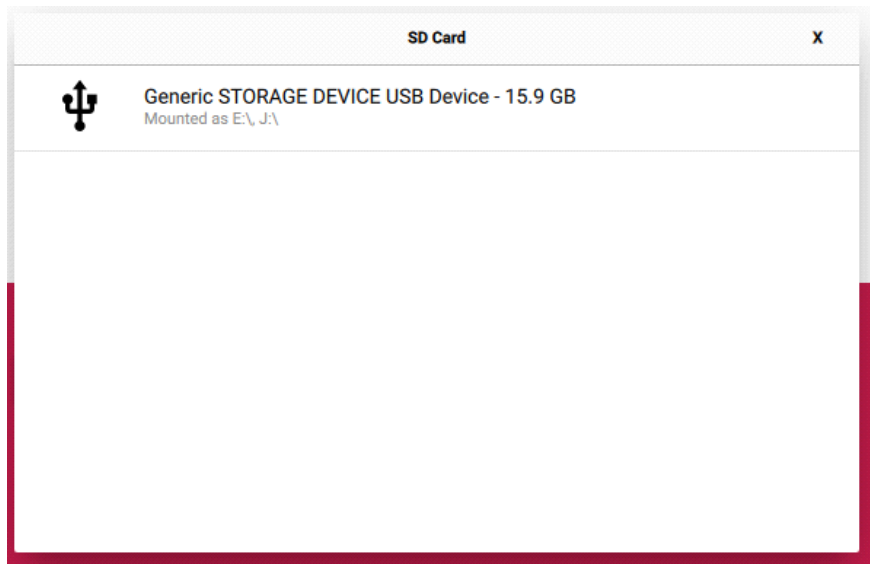 SD Card X
Generic STORAGE DEVICE USB Device - 15.9 GB
Mounted as E:\, J:\